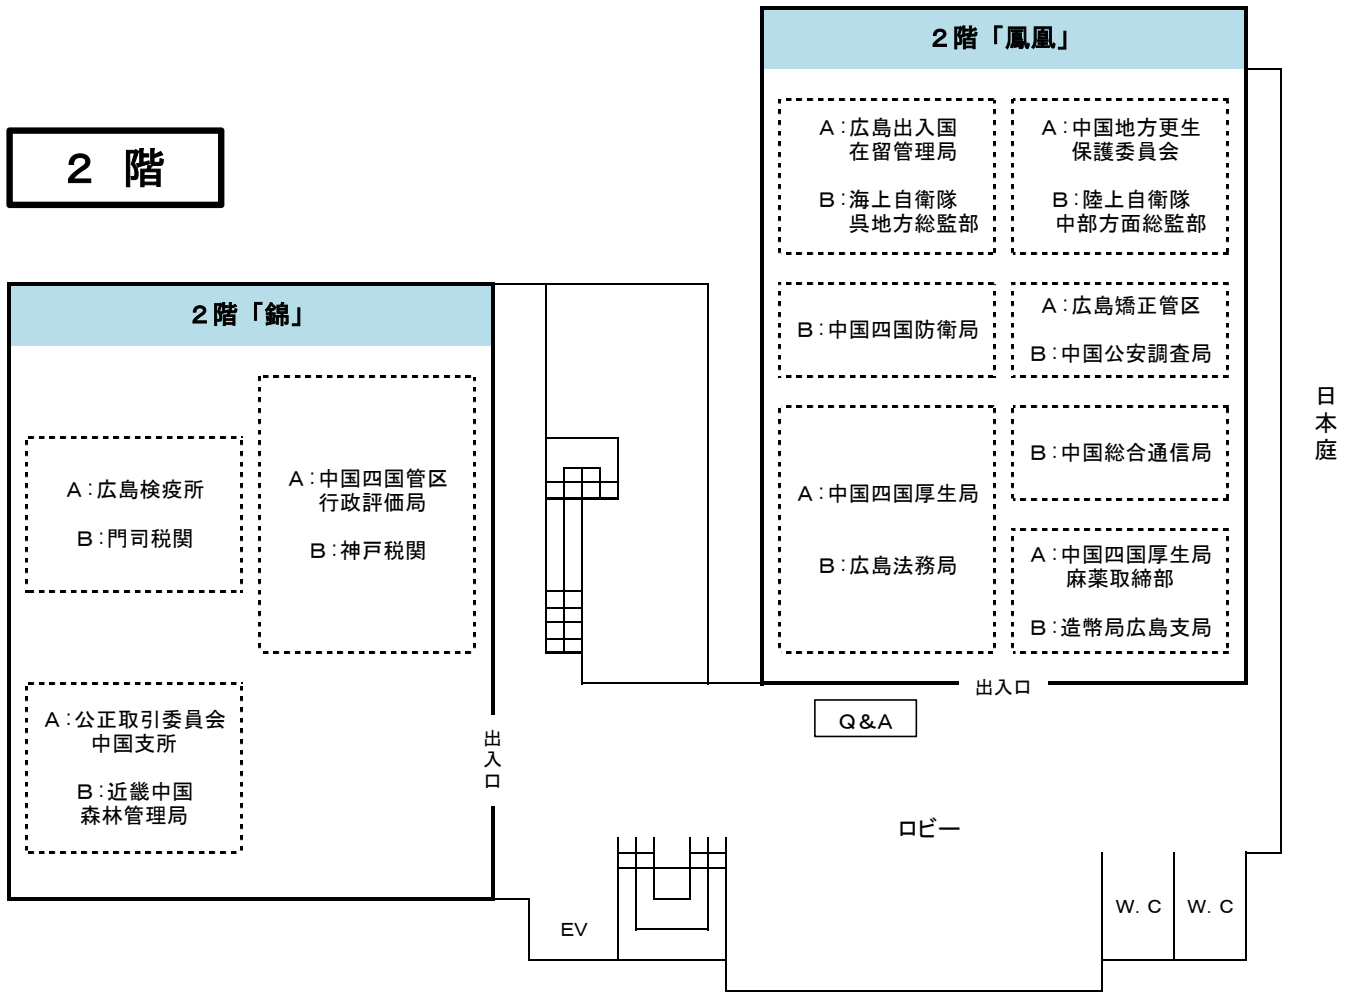 ２ 階
２階「錦」
Ａ：広島検疫所
Ｂ：門司税関
Ａ：中国四国管区
行政評価局
Ｂ：神戸税関
Ａ：公正取引委員会
中国支所
Ｂ：近畿中国
森林管理局
出入口
２階「鳳凰」
Ａ：広島出入国
在留管理局
Ｂ：海上自衛隊
呉地方総監部
Ａ：中国地方更生
保護委員会
Ｂ：陸上自衛隊
中部方面総監部
Ｂ：中国四国防衛局
Ａ：広島矯正管区
Ｂ：中国公安調査局
Ａ：中国四国厚生局
Ｂ：広島法務局
Ｂ：中国総合通信局
Ａ：中国四国厚生局
麻薬取締部
Ｂ：造幣局広島支局
出入口
Ｑ＆Ａ
日本庭
ロビー
EV
Ｗ．Ｃ
Ｗ．Ｃ